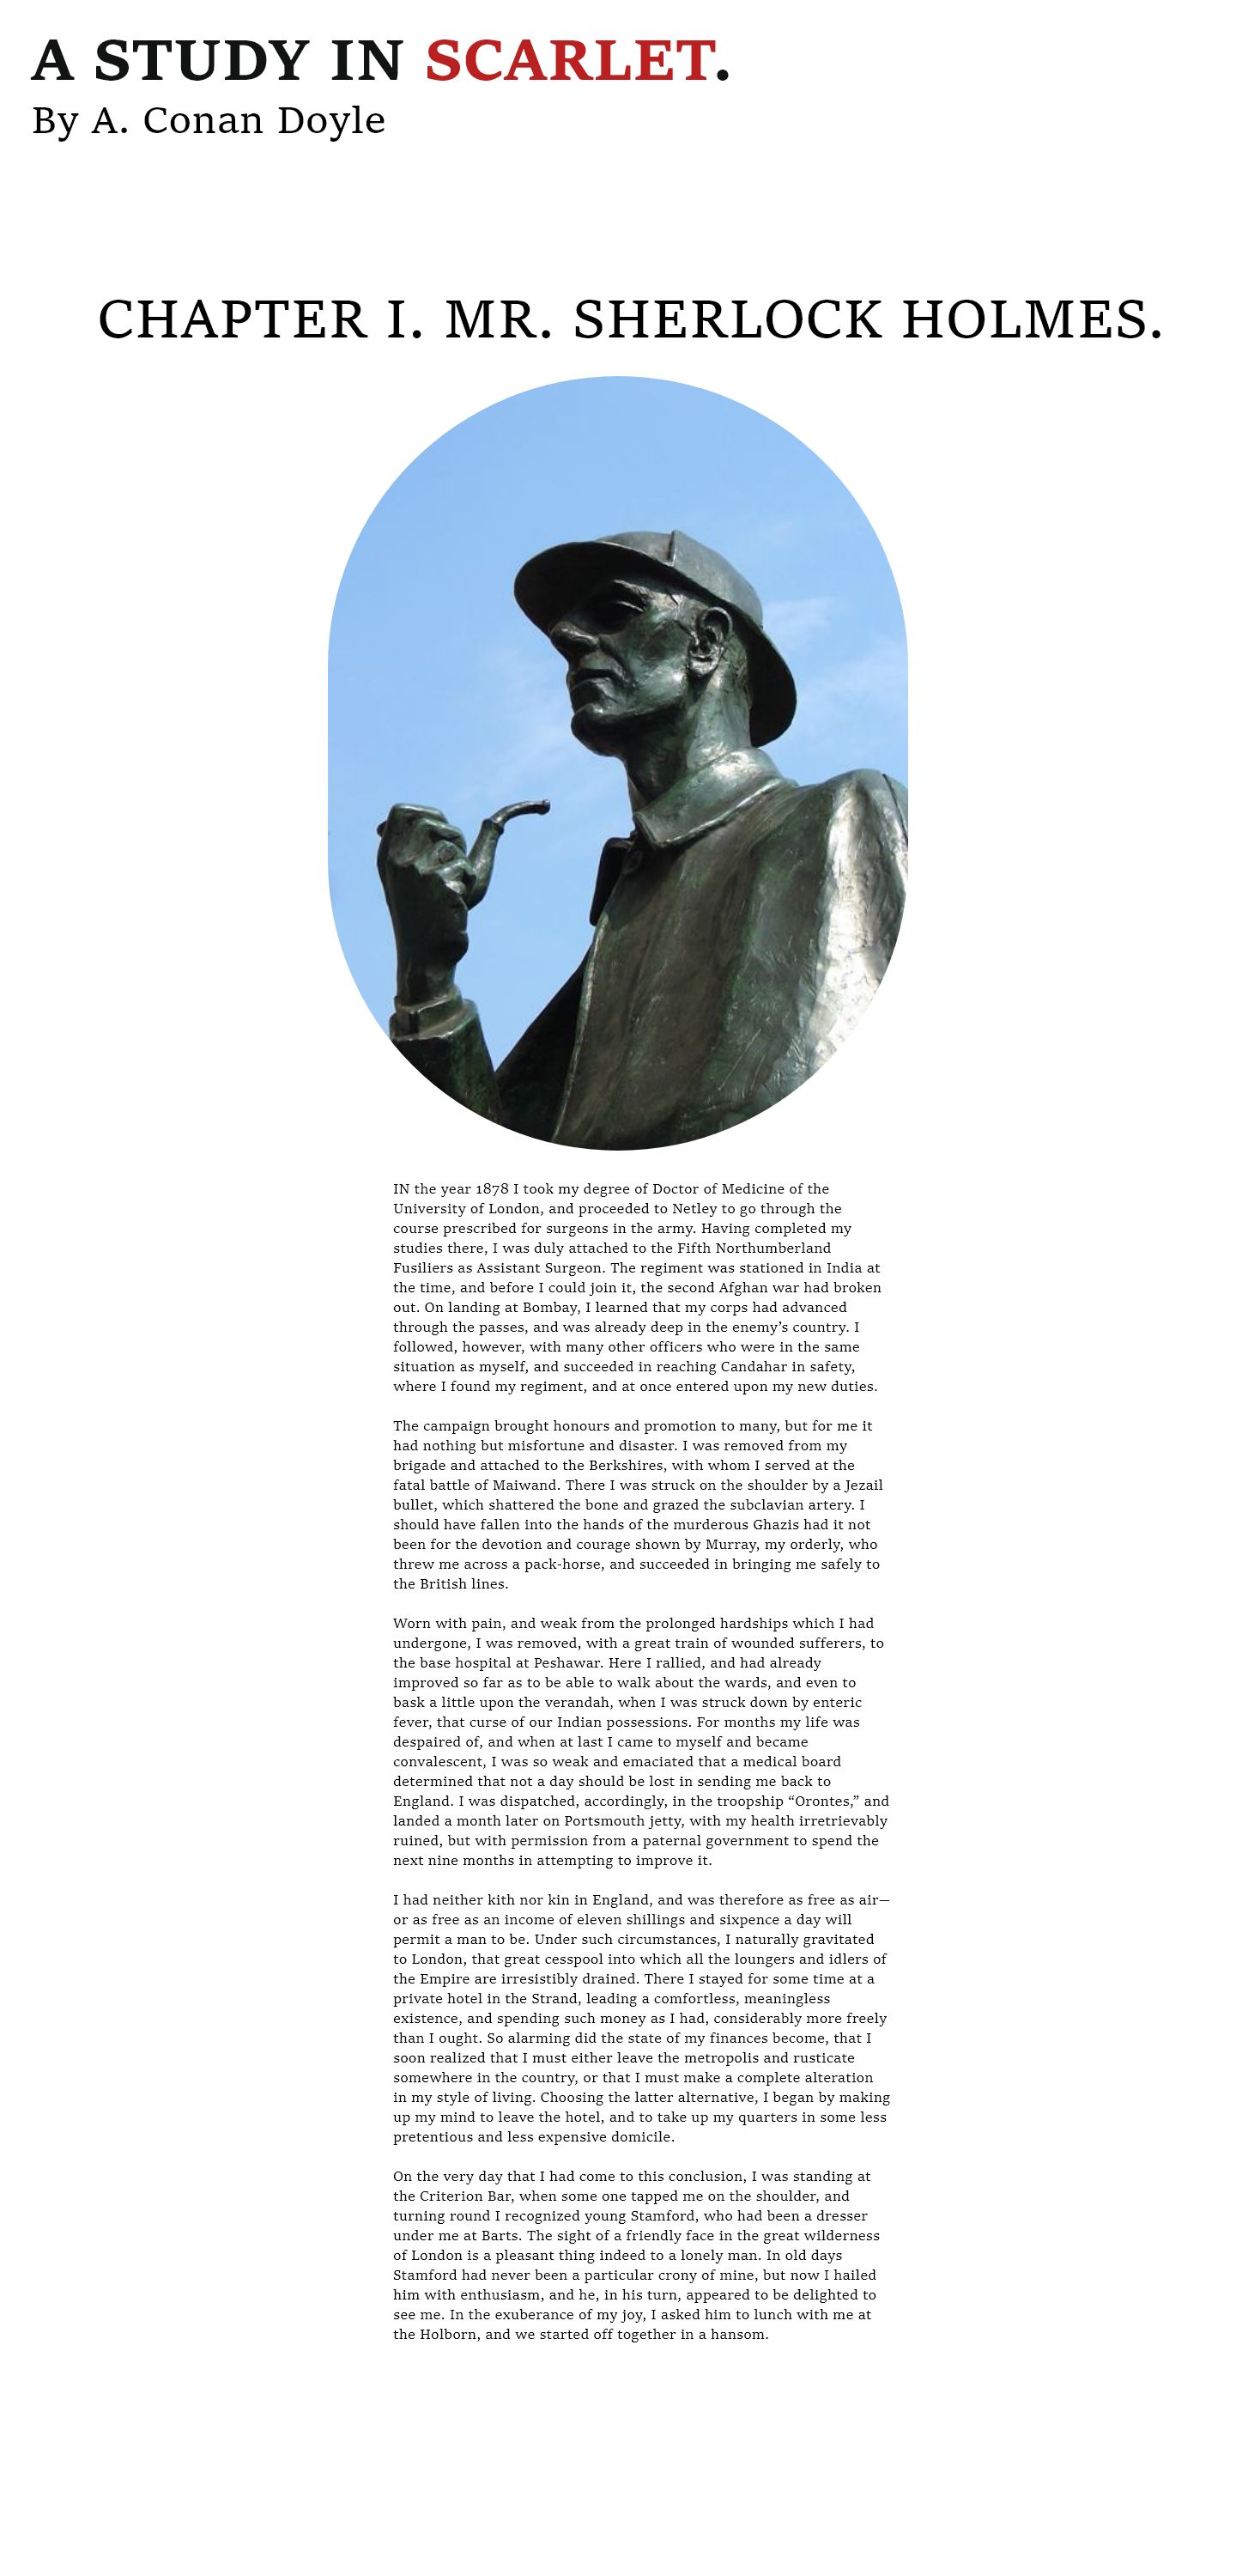 A STUDY IN SCARLET.
By A. Conan Doyle
CHAPTER I. MR. SHERLOCK HOLMES.
IN the year 1878 I took my degree of Doctor of Medicine of the
University of London, and proceeded to Netley to go through the
course prescribed for surgeons in the army. Having completed my
studies there, I was duly attached to the Fifth Northumberland
Fusiliers as Assistant Surgeon. The regiment was stationed in India at
the time, and before I could join it, the second Afghan war had broken
out. On landing at Bombay, I learned that my corps had advanced
through the passes, and was already deep in the enemy’s country. I
followed, however, with many other officers who were in the same
situation as myself, and succeeded in reaching Candahar in safety,
where I found my regiment, and at once entered upon my new duties.
The campaign brought honours and promotion to many, but for me it
had nothing but misfortune and disaster. I was removed from my
brigade and attached to the Berkshires, with whom I served at the
fatal battle of Maiwand. There I was struck on the shoulder by a Jezail
bullet, which shattered the bone and grazed the subclavian artery. I
should have fallen into the hands of the murderous Ghazis had it not
been for the devotion and courage shown by Murray, my orderly, who
threw me across a pack-horse, and succeeded in bringing me safely to
the British lines.
Worn with pain, and weak from the prolonged hardships which I had
undergone, I was removed, with a great train of wounded sufferers, to
the base hospital at Peshawar. Here I rallied, and had already
improved so far as to be able to walk about the wards, and even to
bask a little upon the verandah, when I was struck down by enteric
fever, that curse of our Indian possessions. For months my life was
despaired of, and when at last I came to myself and became
convalescent, I was so weak and emaciated that a medical board
determined that not a day should be lost in sending me back to
England. I was dispatched, accordingly, in the troopship “Orontes,” and
landed a month later on Portsmouth jetty, with my health irretrievably
ruined, but with permission from a paternal government to spend the
next nine months in attempting to improve it.
I had neither kith nor kin in England, and was therefore as free as air—
or as free as an income of eleven shillings and sixpence a day will
permit a man to be. Under such circumstances, I naturally gravitated
to London, that great cesspool into which all the loungers and idlers of
the Empire are irresistibly drained. There I stayed for some time at a
private hotel in the Strand, leading a comfortless, meaningless
existence, and spending such money as I had, considerably more freely
than I ought. So alarming did the state of my finances become, that I
soon realized that I must either leave the metropolis and rusticate
somewhere in the country, or that I must make a complete alteration
in my style of living. Choosing the latter alternative, I began by making
up my mind to leave the hotel, and to take up my quarters in some less
pretentious and less expensive domicile.
On the very day that I had come to this conclusion, I was standing at
the Criterion Bar, when some one tapped me on the shoulder, and
turning round I recognized young Stamford, who had been a dresser
under me at Barts. The sight of a friendly face in the great wilderness
of London is a pleasant thing indeed to a lonely man. In old days
Stamford had never been a particular crony of mine, but now I hailed
him with enthusiasm, and he, in his turn, appeared to be delighted to
see me. In the exuberance of my joy, I asked him to lunch with me at
the Holborn, and we started off together in a hansom.